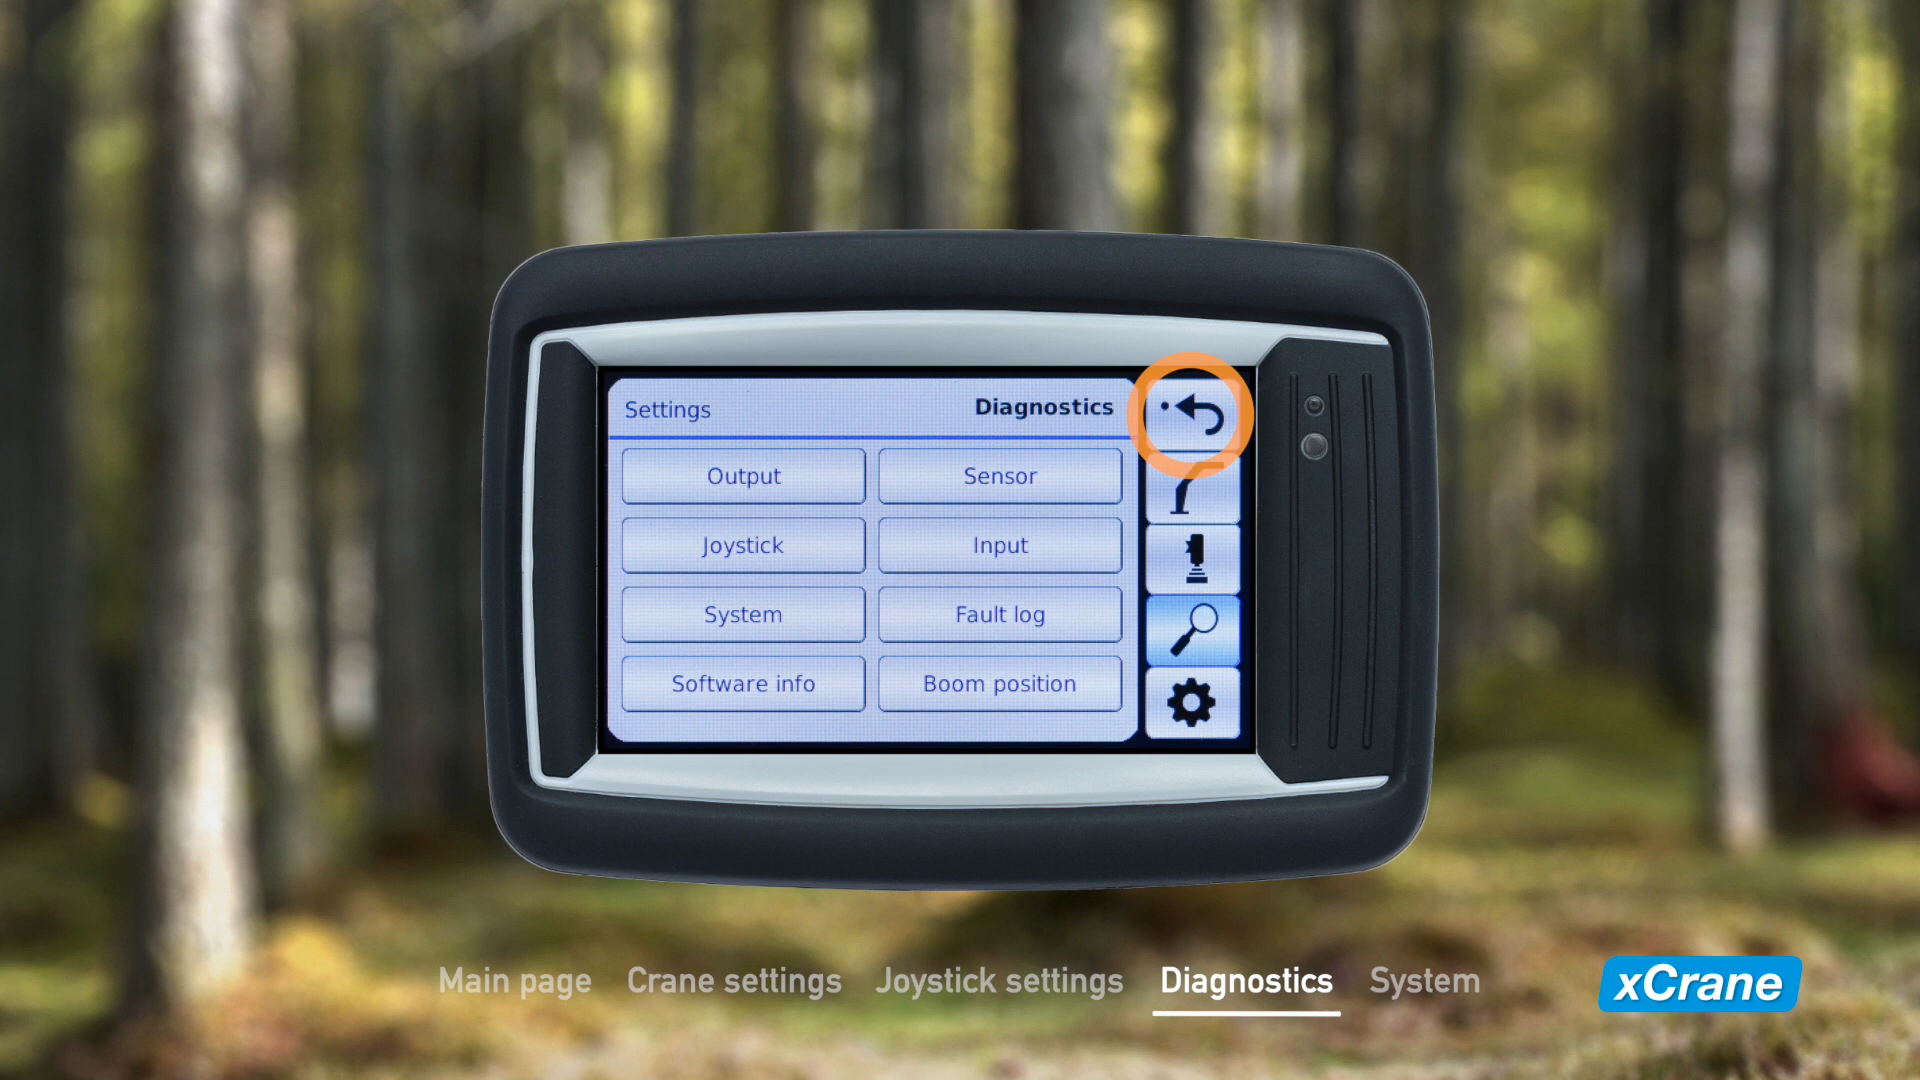 Settings Diagnostics
Output Sensor
Joystick Input
System Fault log
Software info Boom position
Main page Crane settings Joystick settings Diagnostics System
xCrane